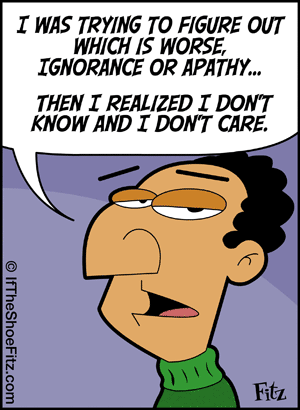 I WAS TRYING TO FIGURE OUT
WHICH IS WORSE,
IGNORANCE OR APATHY...
THEN I REALIZED I DON'T
KNOW AND I DON'T CARE.
© IfTheShoeFitz.com
Fitz